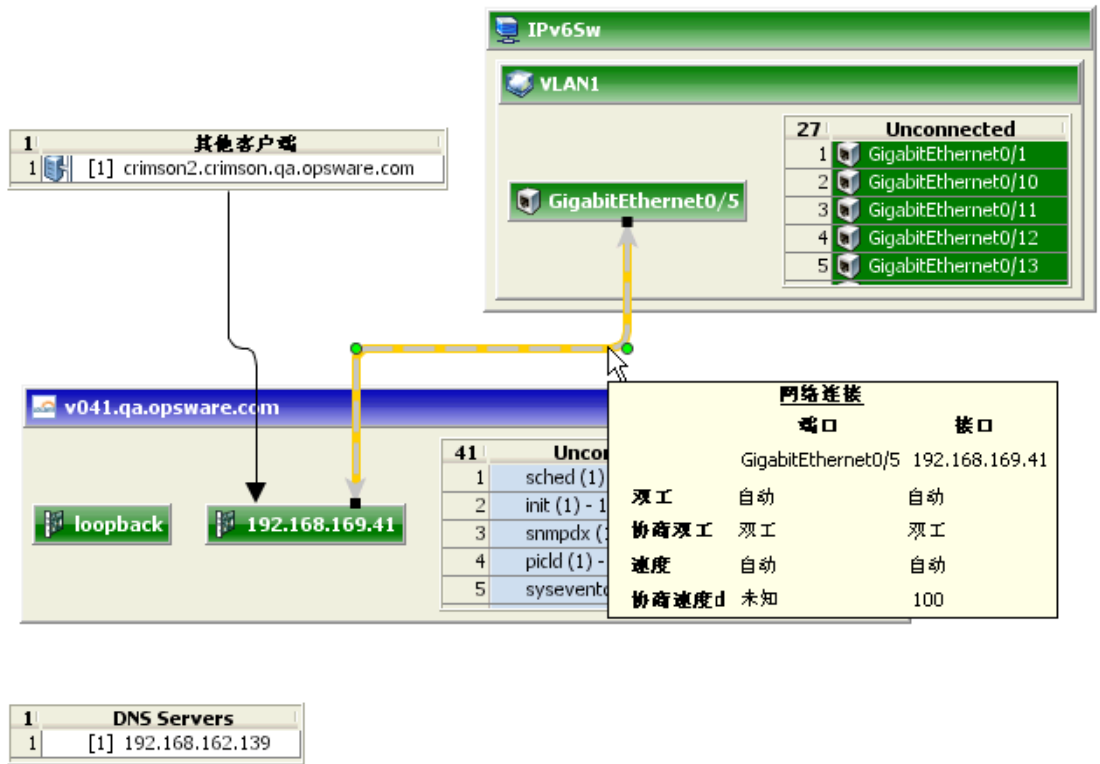 IPv6Sw
VLAN1
27 Unconnected
1 GigabitEthernet0/1
2 GigabitEthernet0/10
3 GigabitEthernet0/11
4 GigabitEthernet0/12
5 GigabitEthernet0/13
GigabitEthernet0/5
1 其他客户端
1 [1] crimson2.crimson.qa.opsware.com
v041.qa.opsware.com
loopback
192.168.169.41
41 Uncor
1 sched (1)
2 init (1) - 1
3 snmpdx (1
4 picld (1) -
5 sysevento
网络连接
端口 接口
GigabitEthernet0/5 192.168.169.41
双工 自动 自动
协商双工 双工 双工
速度 自动 自动
协商速度d 未知 100
1 DNS Servers
1 [1] 192.168.162.139